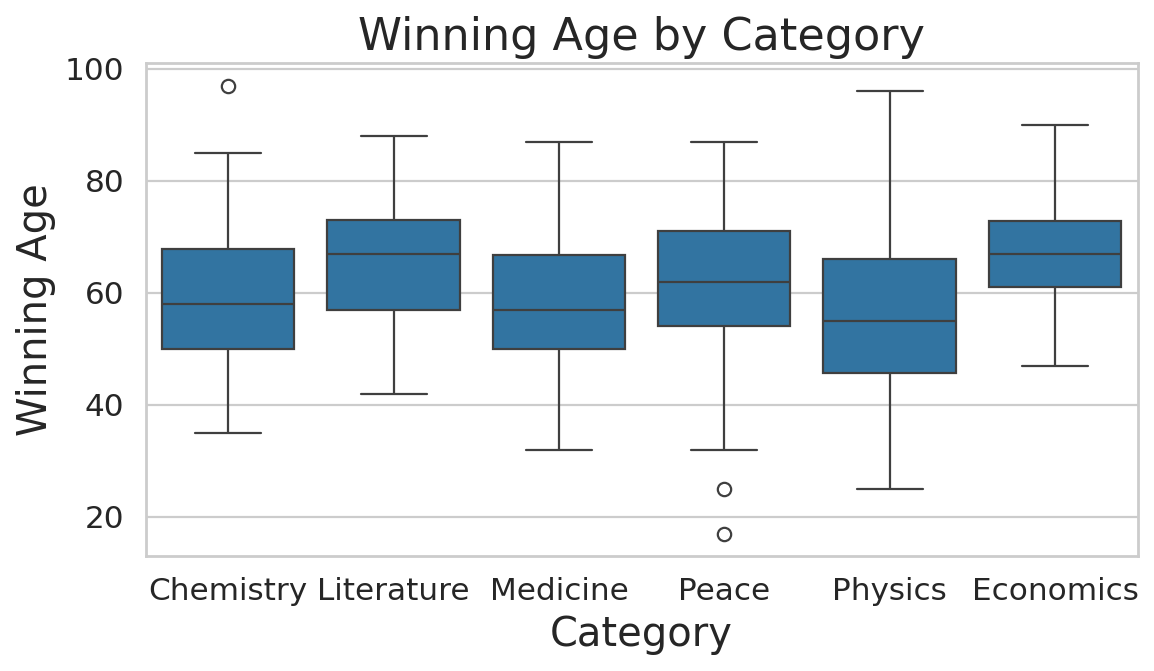 Winning Age by Category
Winning Age
100
80
60
40
20
Chemistry Literature Medicine Peace Physics Economics
Category